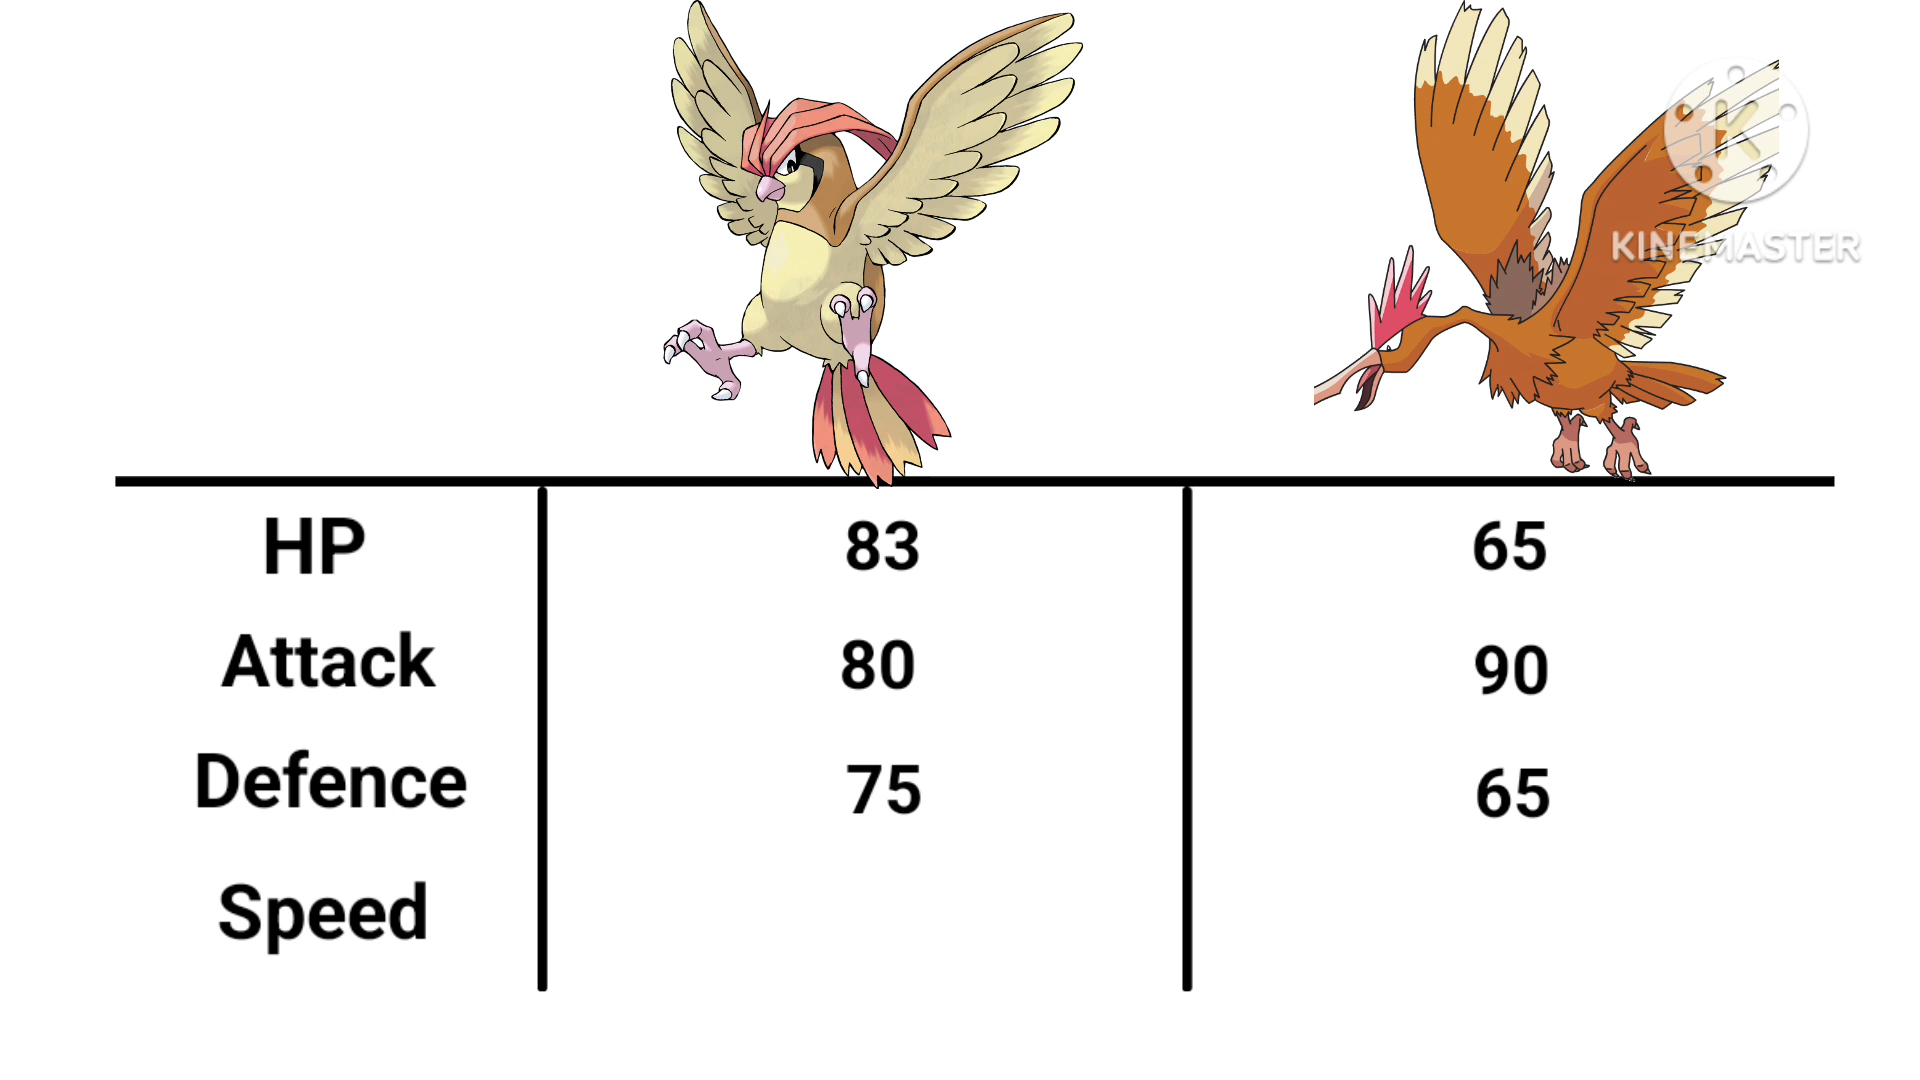 K
KINEMASTER
HP 83 65
Attack 80 90
Defence 75 65
Speed